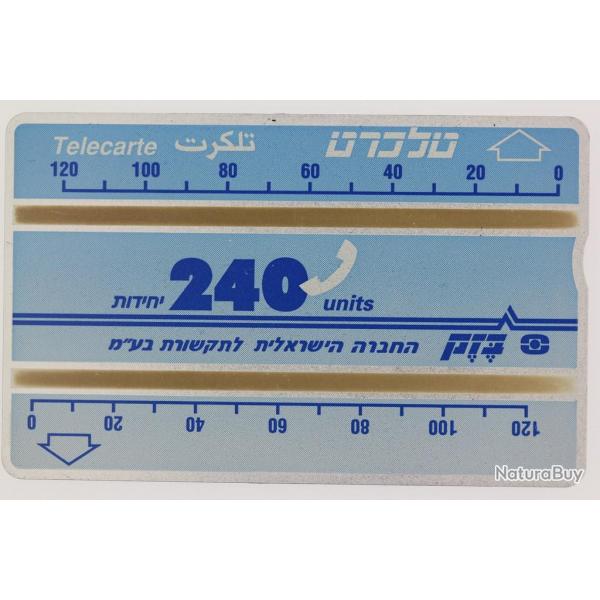 Telecarte تلكرت טלכרט
120 100 80 60 40 20 0
יחידות 240 units
החברה הישראלית לתקשורת בע"מ בזק
0 20 40 60 80 100 120
NaturaBuy